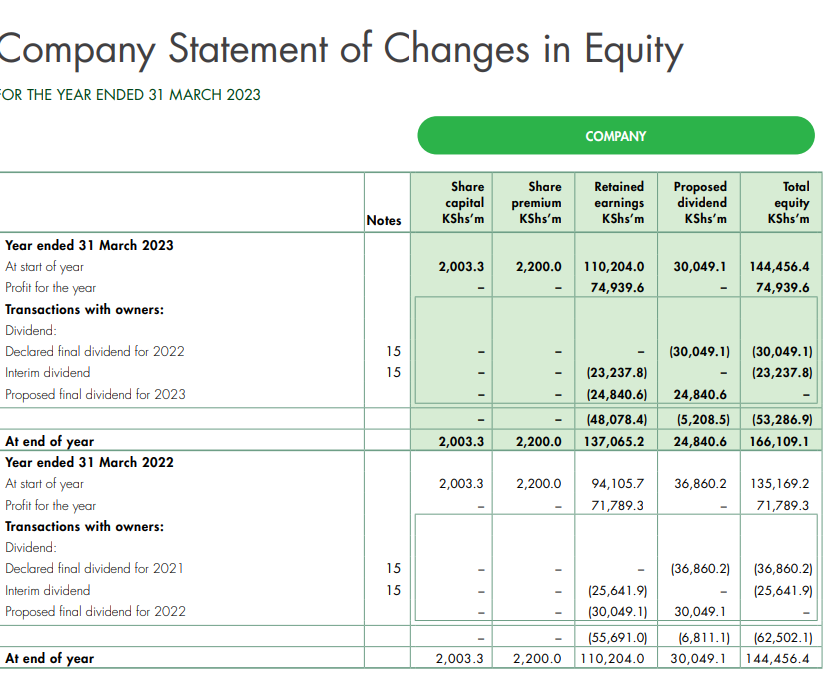 Company Statement of Changes in Equity
FOR THE YEAR ENDED 31 MARCH 2023
COMPANY
Notes Share capital KShs’m Share premium KShs’m Retained earnings KShs’m Proposed dividend KShs’m Total equity KShs’m
Year ended 31 March 2023
At start of year 2,003.3 2,200.0 110,204.0 30,049.1 144,456.4
Profit for the year – – 74,939.6 – 74,939.6
Transactions with owners:
Dividend:
Declared final dividend for 2022 15 – – – (30,049.1) (30,049.1)
Interim dividend 15 – – (23,237.8) – (23,237.8)
Proposed final dividend for 2023 – – (24,840.6) 24,840.6 –
– – (48,078.4) (5,208.5) (53,286.9)
At end of year 2,003.3 2,200.0 137,065.2 24,840.6 166,109.1
Year ended 31 March 2022
At start of year 2,003.3 2,200.0 94,105.7 36,860.2 135,169.2
Profit for the year – – 71,789.3 – 71,789.3
Transactions with owners:
Dividend:
Declared final dividend for 2021 15 – – – (36,860.2) (36,860.2)
Interim dividend 15 – – (25,641.9) – (25,641.9)
Proposed final dividend for 2022 – – (30,049.1) 30,049.1 –
– – (55,691.0) (6,811.1) (62,502.1)
At end of year 2,003.3 2,200.0 110,204.0 30,049.1 144,456.4